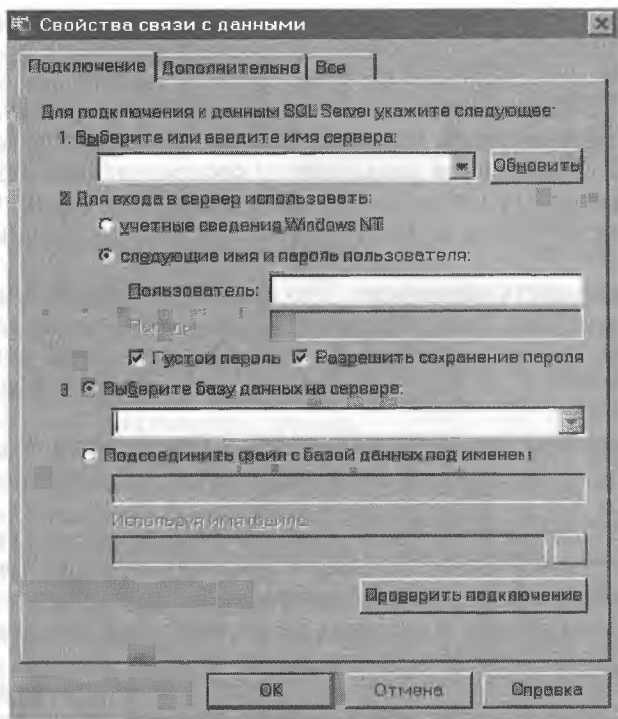 Свойства связи с данными
Подключение Дополнительно Все
Для подключения к данным SQL Server укажите следующее:
1. Выберите или введите имя сервера:
Обновить
2. Для входа в сервер использовать:
учетные сведения Windows NT
следующие имя и пароль пользователя:
Пользователь:
Пароль:
Пустой пароль Разрешить сохранение пароля
3. Выберите базу данных на сервере:
Подсоединить файл с базой данных под именем:
Используя имя файла:
Проверить подключение
OK Отмена Справка